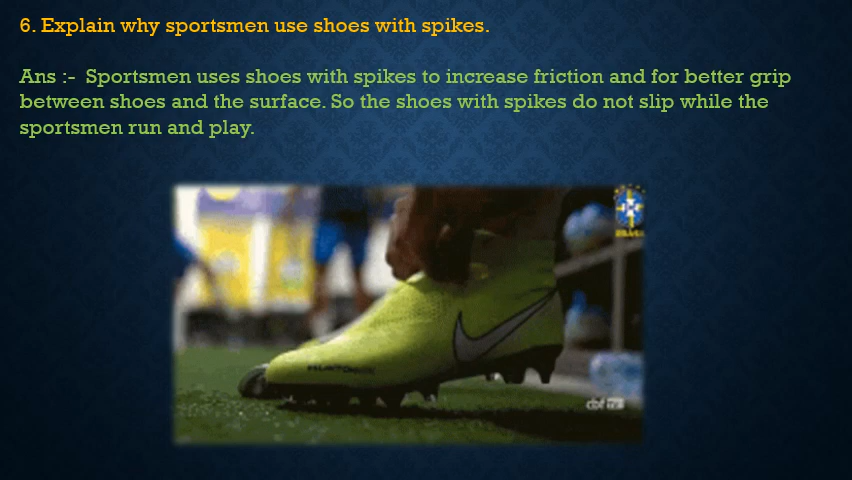 6. Explain why sportsmen use shoes with spikes.
Ans :-  Sportsmen uses shoes with spikes to increase friction and for better grip
between shoes and the surface. So the shoes with spikes do not slip while the
sportsmen run and play.